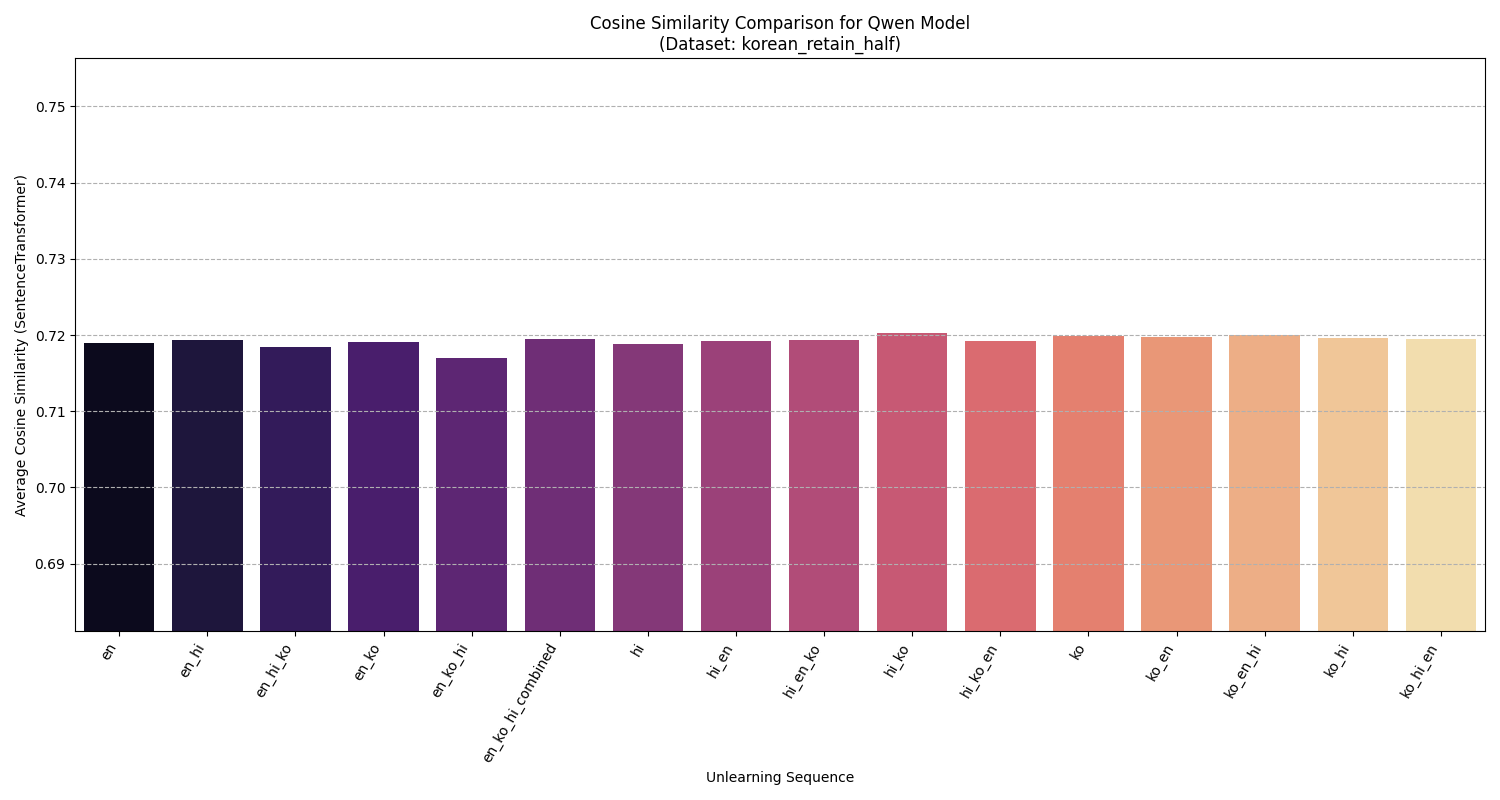 Cosine Similarity Comparison for Qwen Model
(Dataset: korean_retain_half)
Average Cosine Similarity (SentenceTransformer)
0.75
0.74
0.73
0.72
0.71
0.70
0.69
en
en_hi
en_hi_ko
en_ko
en_ko_hi
en_ko_hi_combined
hi
hi_en
hi_en_ko
hi_ko
hi_ko_en
ko
ko_en
ko_en_hi
ko_hi
ko_hi_en
Unlearning Sequence